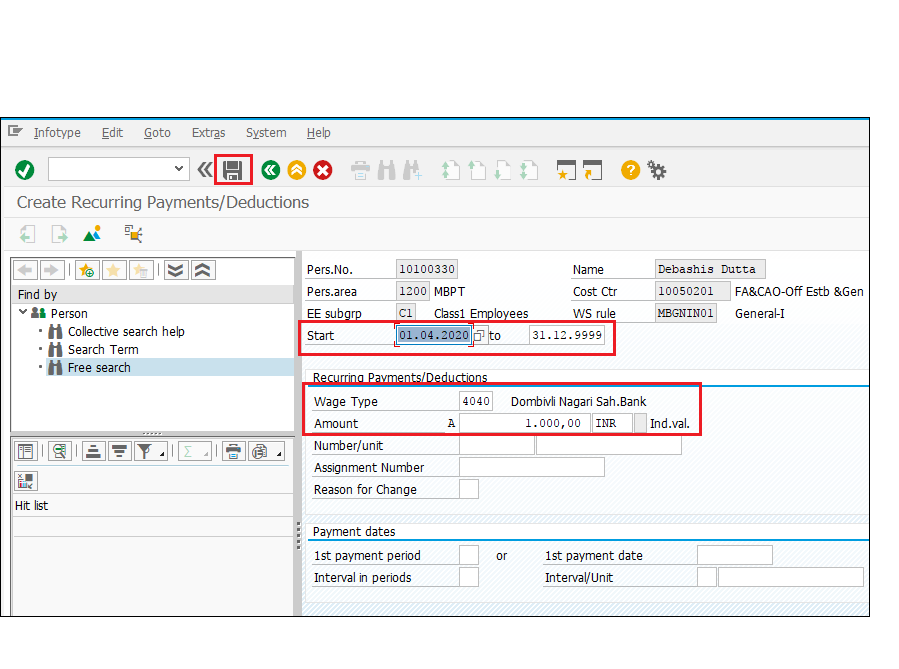 Infotype Edit Goto Extras System Help
Create Recurring Payments/Deductions
Find by
Person
Collective search help
Search Term
Free search
Hit list
Pers.No. 10100330 Name Debashis Dutta
Pers.area 1200 MBPT Cost Ctr 10050201 FA&CAO-Off Estb &Gen
EE subgrp C1 Class1 Employees WS rule MBGNIN01 General-I
Start 01.04.2020 to 31.12.9999
Recurring Payments/Deductions
Wage Type 4040 Dombivli Nagari Sah.Bank
Amount A 1.000,00 INR Ind.val.
Number/unit
Assignment Number
Reason for Change
Payment dates
1st payment period or 1st payment date
Interval in periods Interval/Unit